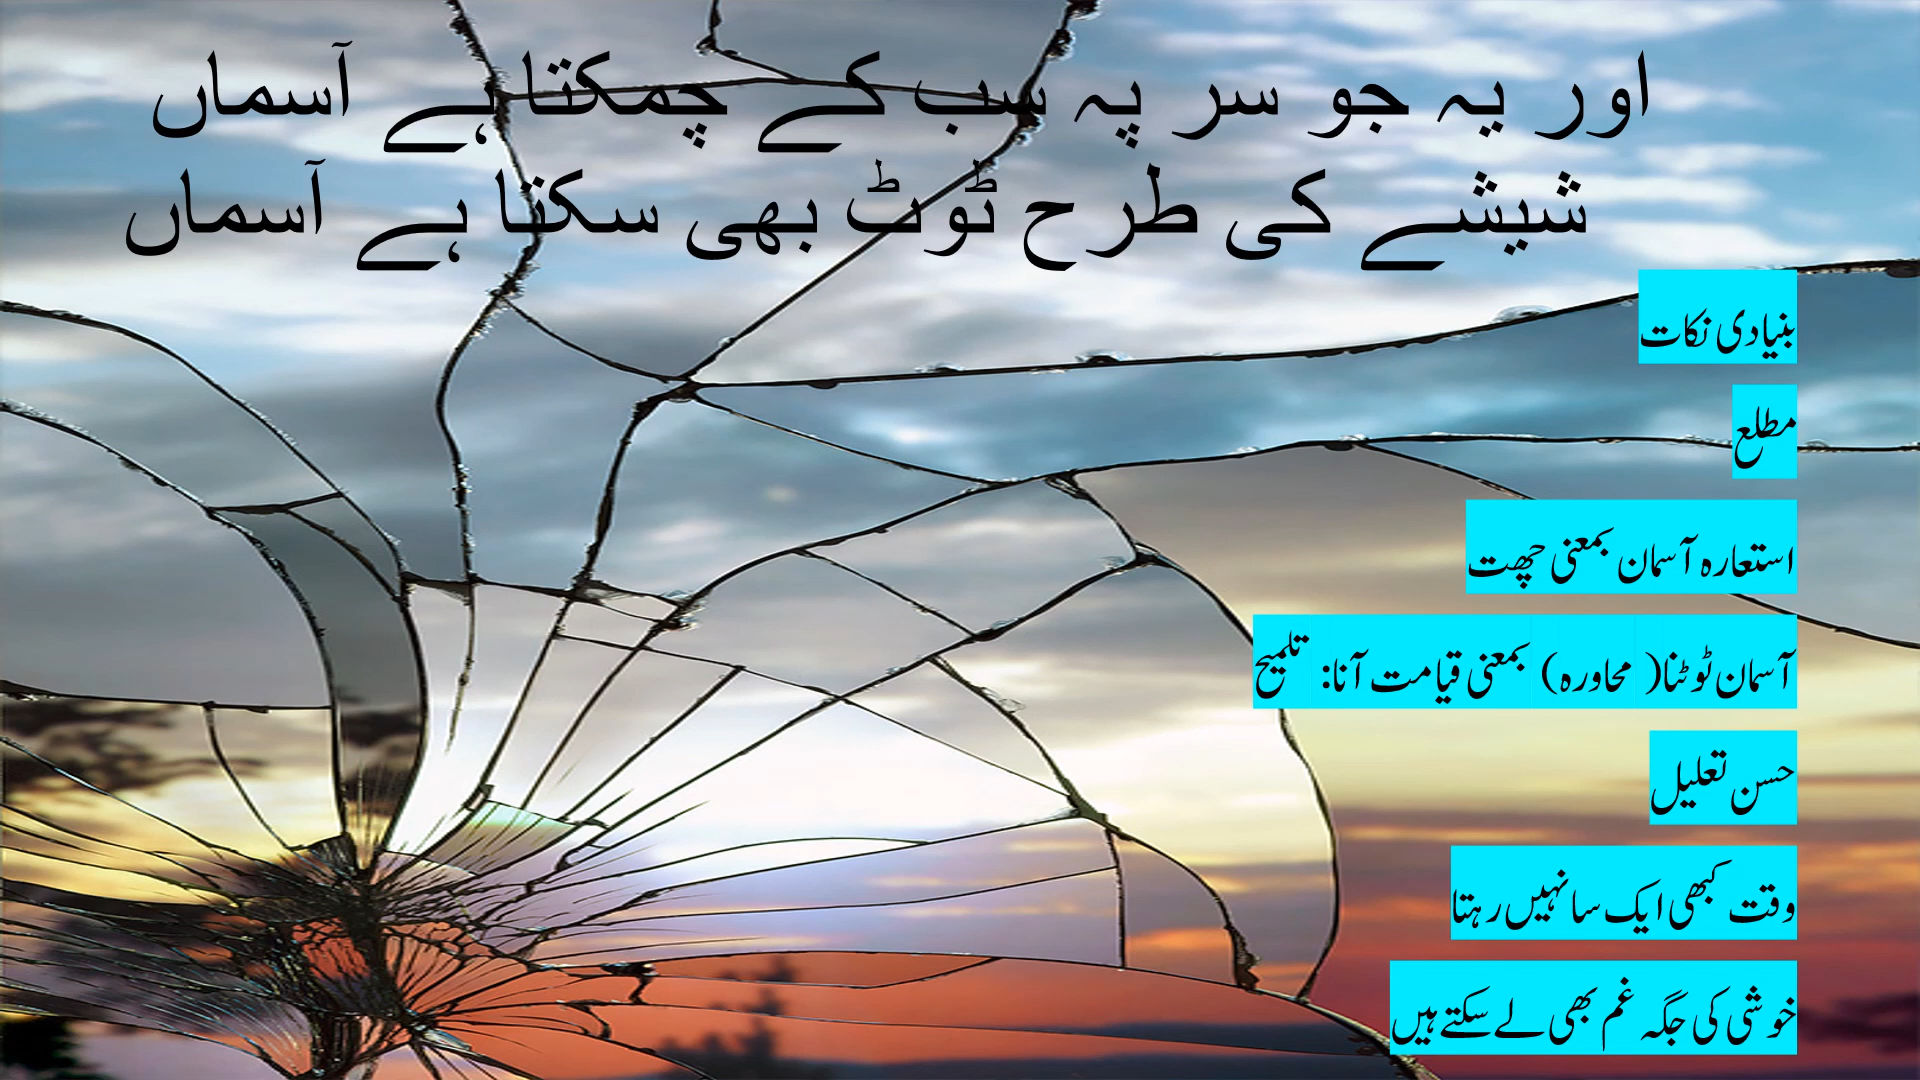 اور یہ جو سر پہ سب کے چمکتا ہے آسماں
شیشے کی طرح ٹوٹ بھی سکتا ہے آسماں
بنیادی نکات
مطلع
استعارہ آسمان بمعنی چھت
آسمان ٹوٹنا( محاورہ) بمعنی قیامت آنا: تلمیح
حسن تعلیل
وقت کبھی ایک سا نہیں رہتا
خوشی کی جگہ غم بھی لے سکتے ہیں